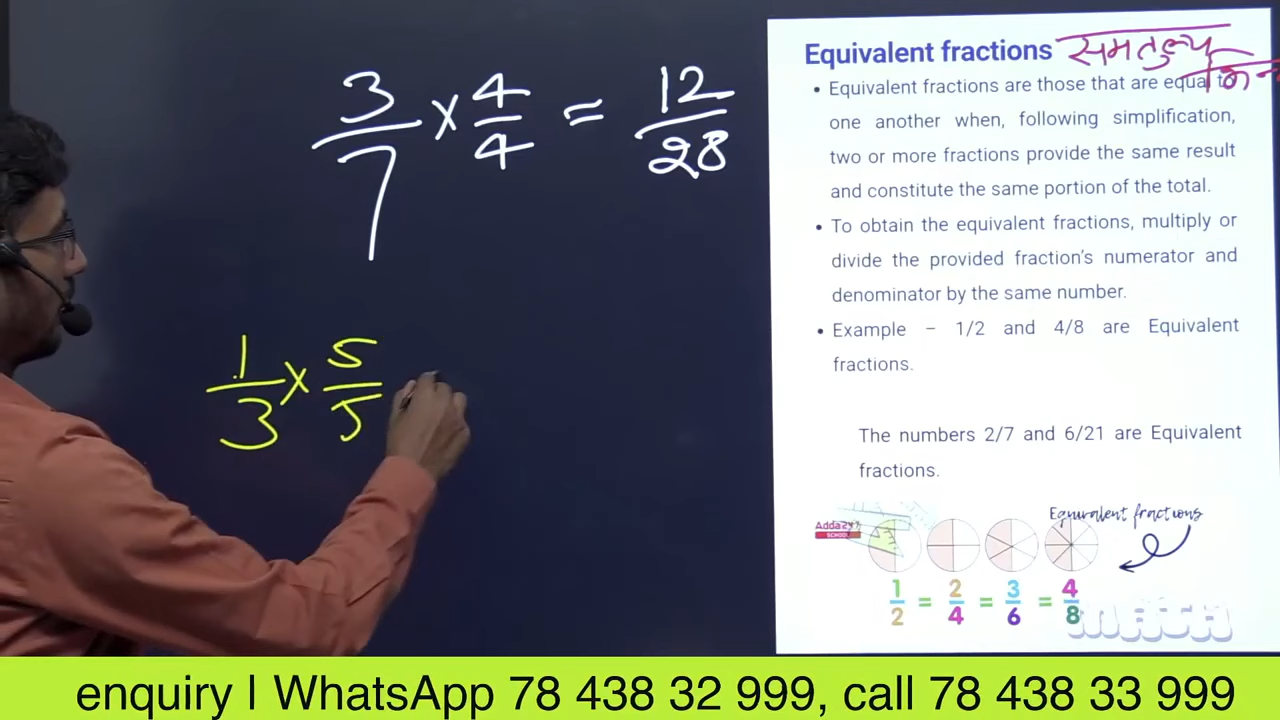 3/7 × 4/4 = 12/28
1/3 × 5/5
Equivalent fractions समतुल्य भिन्न
• Equivalent fractions are those that are equal to
one another when, following simplification,
two or more fractions provide the same result
and constitute the same portion of the total.
• To obtain the equivalent fractions, multiply or
divide the provided fraction’s numerator and
denominator by the same number.
• Example – 1/2 and 4/8 are Equivalent
fractions.
The numbers 2/7 and 6/21 are Equivalent
fractions.
Equivalent fractions
Adda247
SCHOOL
1/2 = 2/4 = 3/6 = 4/8
MATH
enquiry I WhatsApp 78 438 32 999, call 78 438 33 999